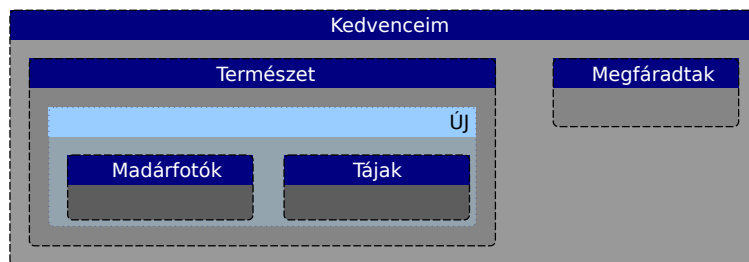 Kedvenceim
Természet
Megfáradtak
ÚJ
Madárfotók
Tájak